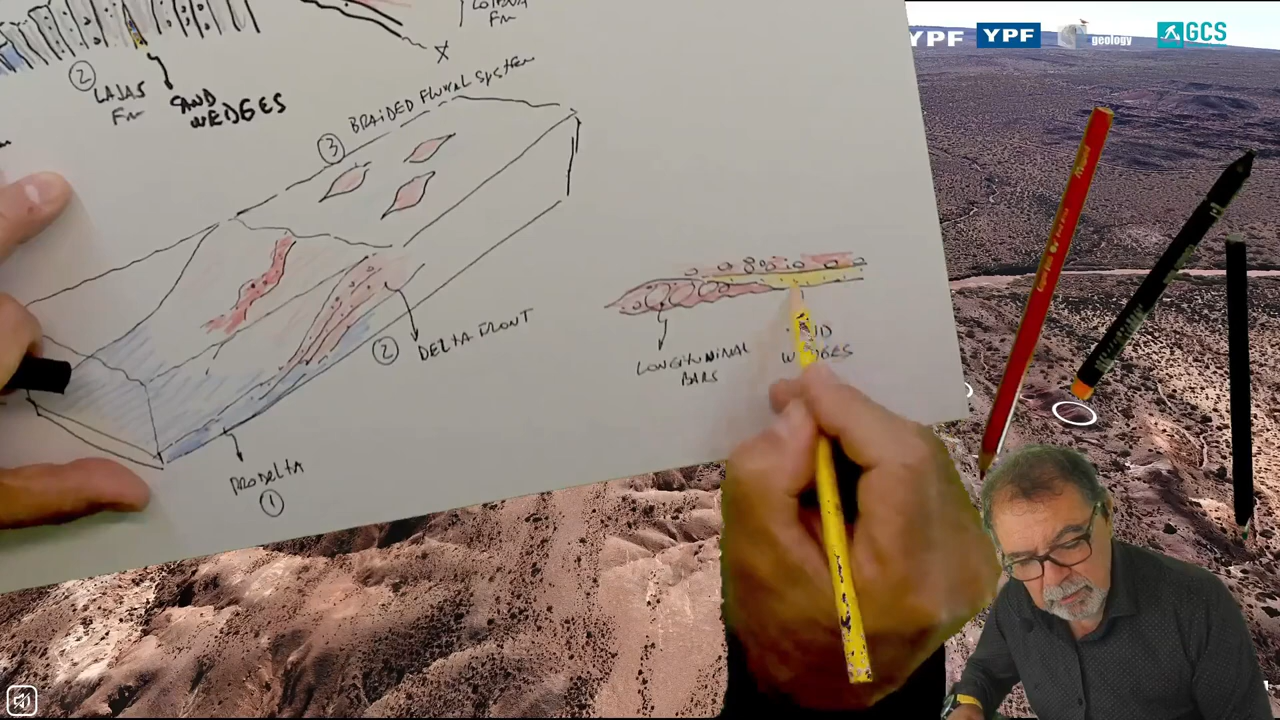 YPF
YPF
geology
GCS
Fm
2
LAJAS
Fm
SAND
WEDGES
X
3 BRAIDED FLUVIAL SYSTEM
2 DELTA FRONT
PRODELTA
1
LONGITUNINAL
BARS